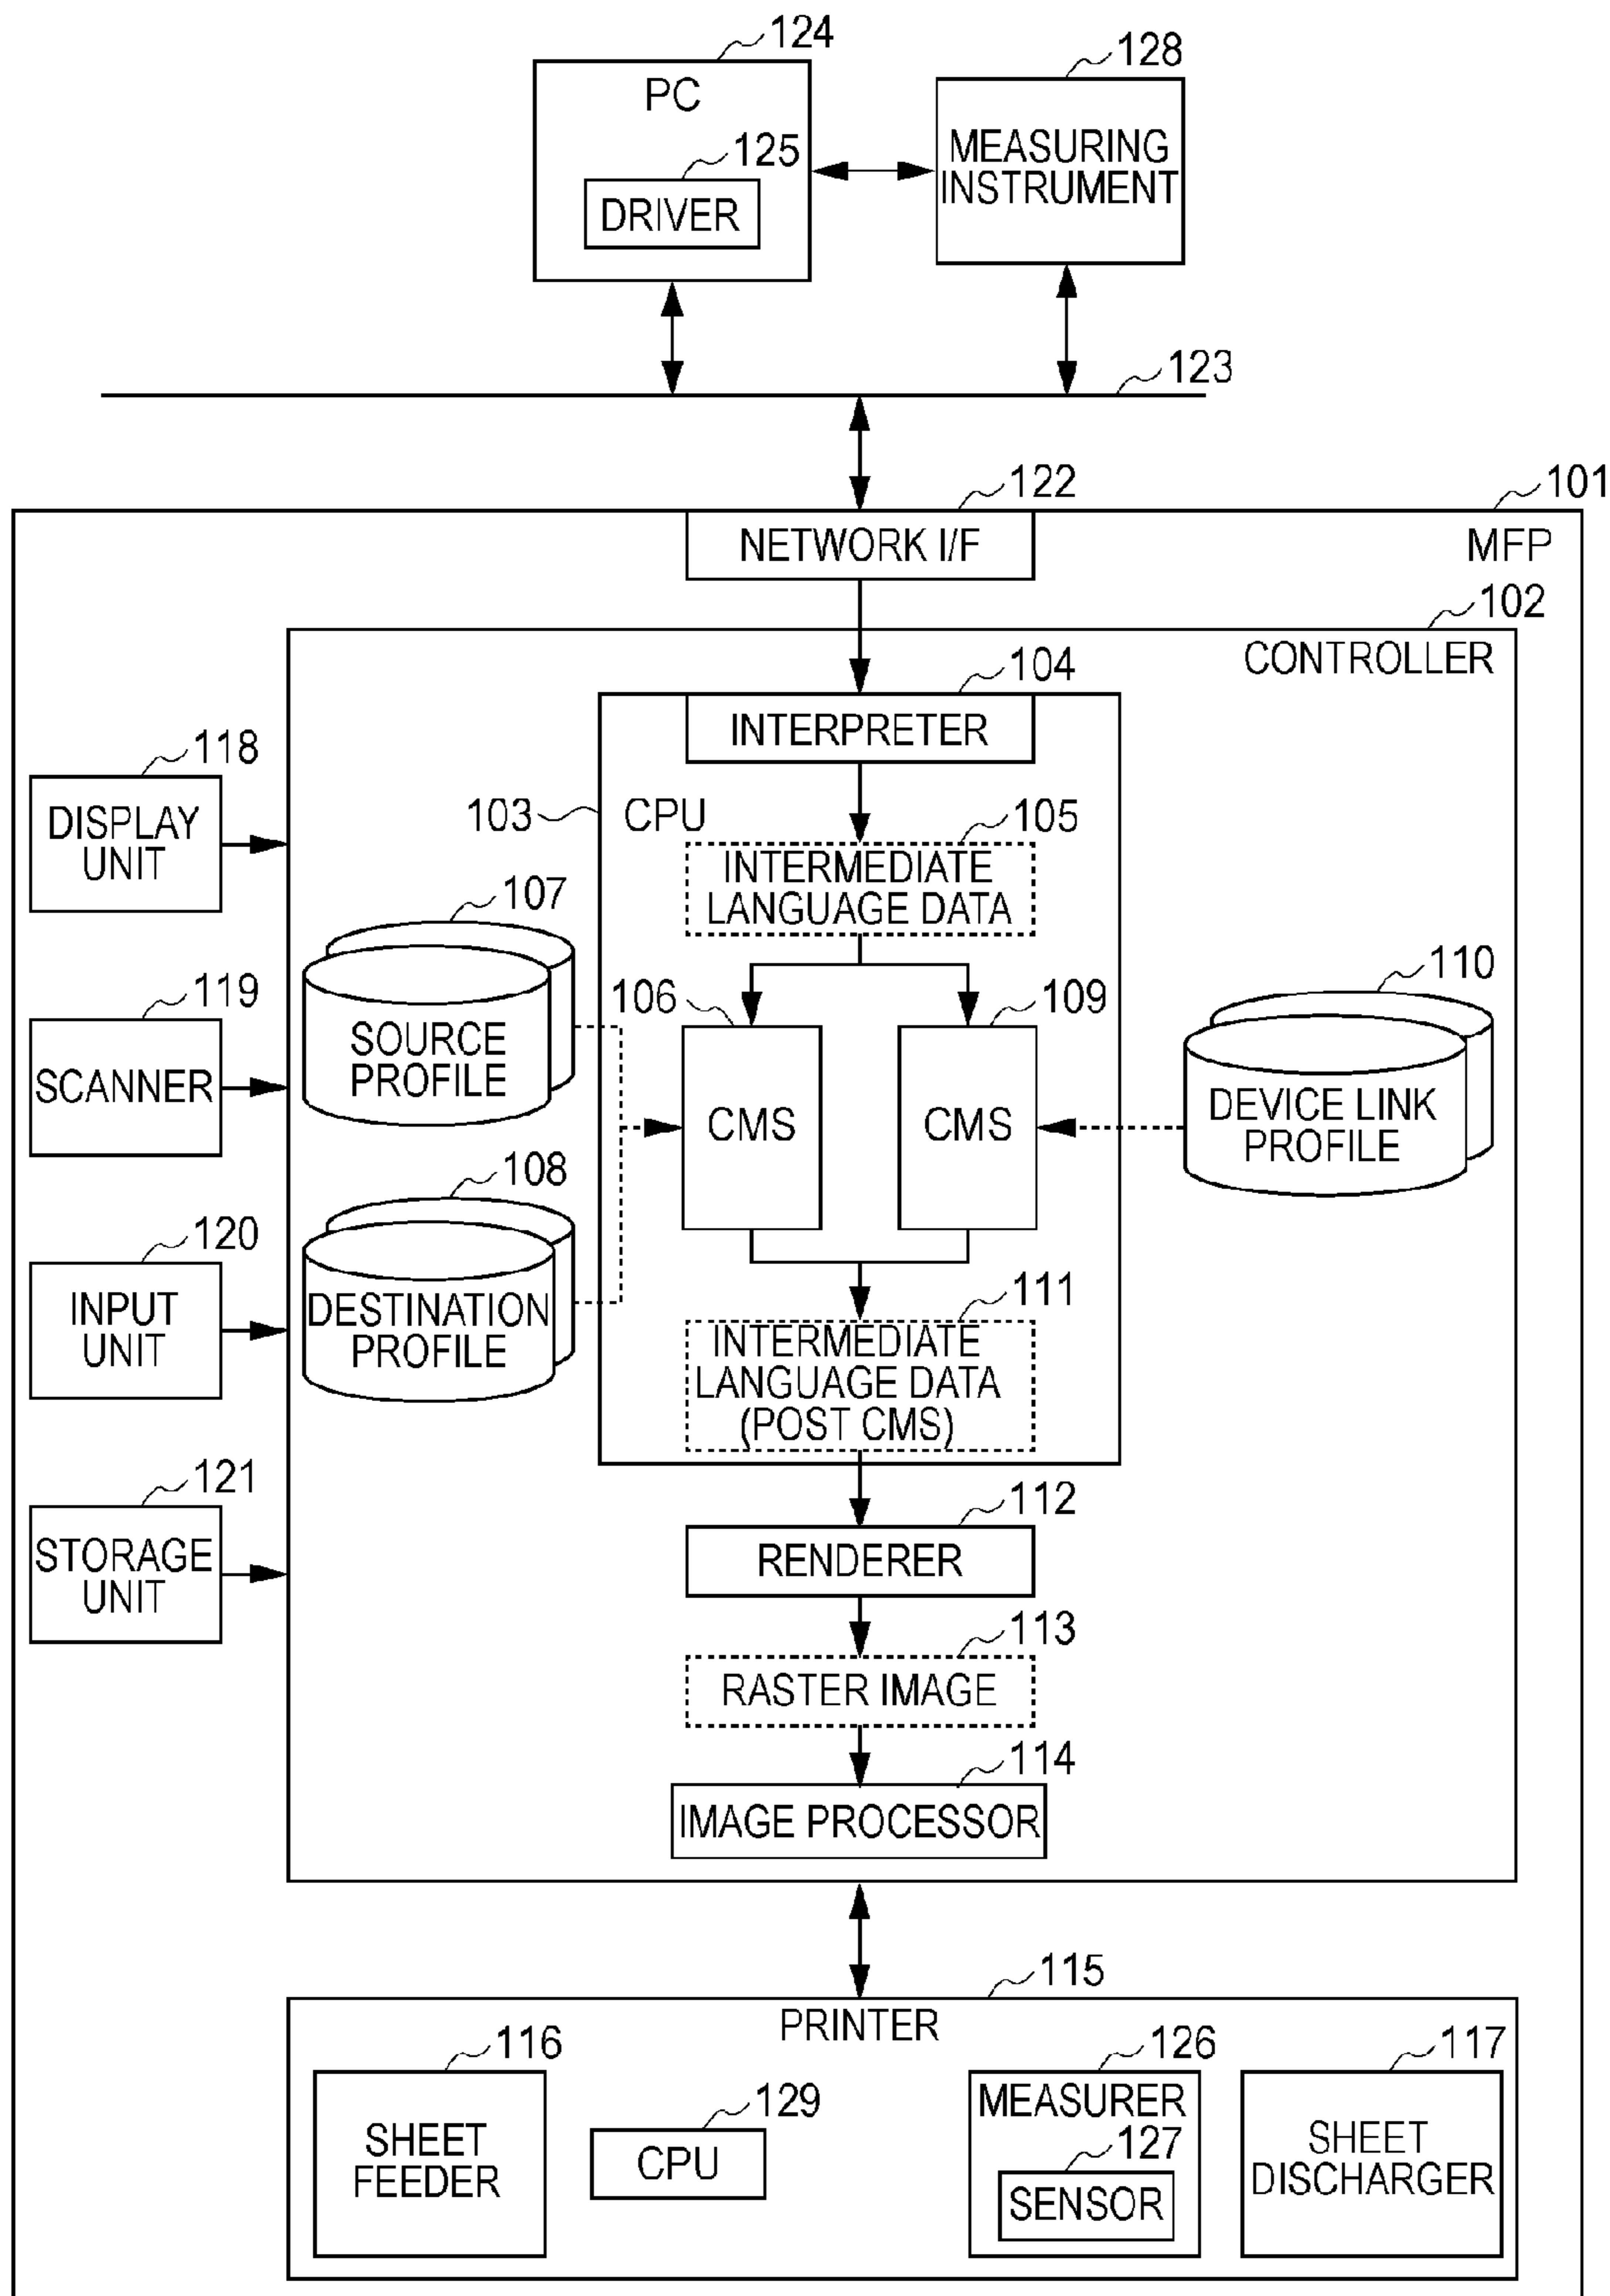 124
PC
125
DRIVER
128
MEASURING
INSTRUMENT
123
122
NETWORK I/F
101
MFP
102
CONTROLLER
104
INTERPRETER
103
CPU
105
INTERMEDIATE
LANGUAGE DATA
118
DISPLAY
UNIT
107
SOURCE
PROFILE
106
CMS
109
CMS
110
DEVICE LINK
PROFILE
119
SCANNER
108
DESTINATION
PROFILE
120
INPUT
UNIT
111
INTERMEDIATE
LANGUAGE DATA
(POST CMS)
121
STORAGE
UNIT
112
RENDERER
113
RASTER IMAGE
114
IMAGE PROCESSOR
115
PRINTER
116
SHEET
FEEDER
129
CPU
126
MEASURER
127
SENSOR
117
SHEET
DISCHARGER